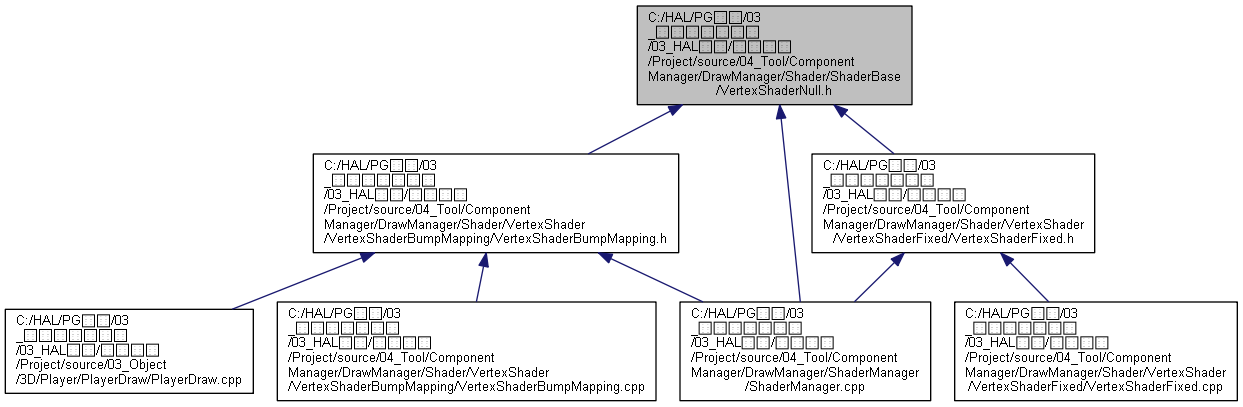 C:/HAL/PG□□/03
_□□□□□□□
/03_HAL□□/□□□□
/Project/source/04_Tool/Component
Manager/DrawManager/Shader/ShaderBase
/VertexShaderNull.h
C:/HAL/PG□□/03
_□□□□□□□
/03_HAL□□/□□□□
/Project/source/04_Tool/Component
Manager/DrawManager/Shader/VertexShader
/VertexShaderBumpMapping/VertexShaderBumpMapping.h
C:/HAL/PG□□/03
_□□□□□□□
/03_HAL□□/□□□□
/Project/source/04_Tool/Component
Manager/DrawManager/Shader/VertexShader
/VertexShaderFixed/VertexShaderFixed.h
C:/HAL/PG□□/03
_□□□□□□□
/03_HAL□□/□□□□
/Project/source/03_Object
/3D/Player/PlayerDraw/PlayerDraw.cpp
C:/HAL/PG□□/03
_□□□□□□□
/03_HAL□□/□□□□
/Project/source/04_Tool/Component
Manager/DrawManager/Shader/VertexShader
/VertexShaderBumpMapping/VertexShaderBumpMapping.cpp
C:/HAL/PG□□/03
_□□□□□□□
/03_HAL□□/□□□□
/Project/source/04_Tool/Component
Manager/DrawManager/ShaderManager
/ShaderManager.cpp
C:/HAL/PG□□/03
_□□□□□□□
/03_HAL□□/□□□□
/Project/source/04_Tool/Component
Manager/DrawManager/Shader/VertexShader
/VertexShaderFixed/VertexShaderFixed.cpp